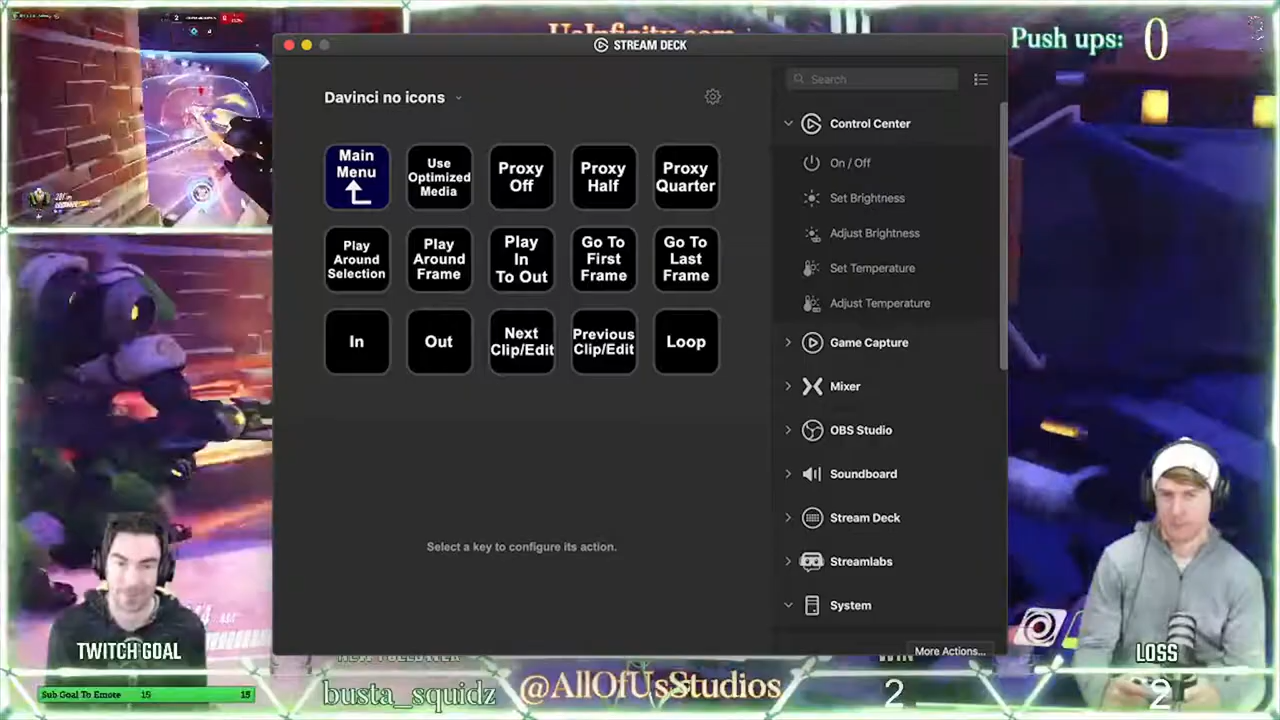 STREAM DECK
Push ups: 0
Davinci no icons
Search
Main
Menu
Use
Optimized
Media
Proxy
Off
Proxy
Half
Proxy
Quarter
Play
Around
Selection
Play
Around
Frame
Play
In
To Out
Go To
First
Frame
Go To
Last
Frame
In
Out
Next
Clip/Edit
Previous
Clip/Edit
Loop
Select a key to configure its action.
Control Center
On / Off
Set Brightness
Adjust Brightness
Set Temperature
Adjust Temperature
Game Capture
Mixer
OBS Studio
Soundboard
Stream Deck
Streamlabs
System
More Actions...
TWITCH GOAL
Sub Goal To Emote 15 15
busta_squidz
@AllOfUsStudios
2
LOSS
2